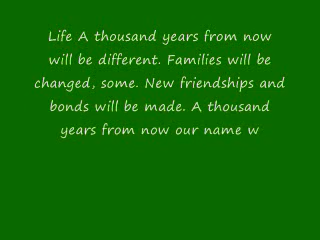 Life A thousand years from now
will be different. Families will be
changed, some. New friendships and
bonds will be made. A thousand
years from now our name w